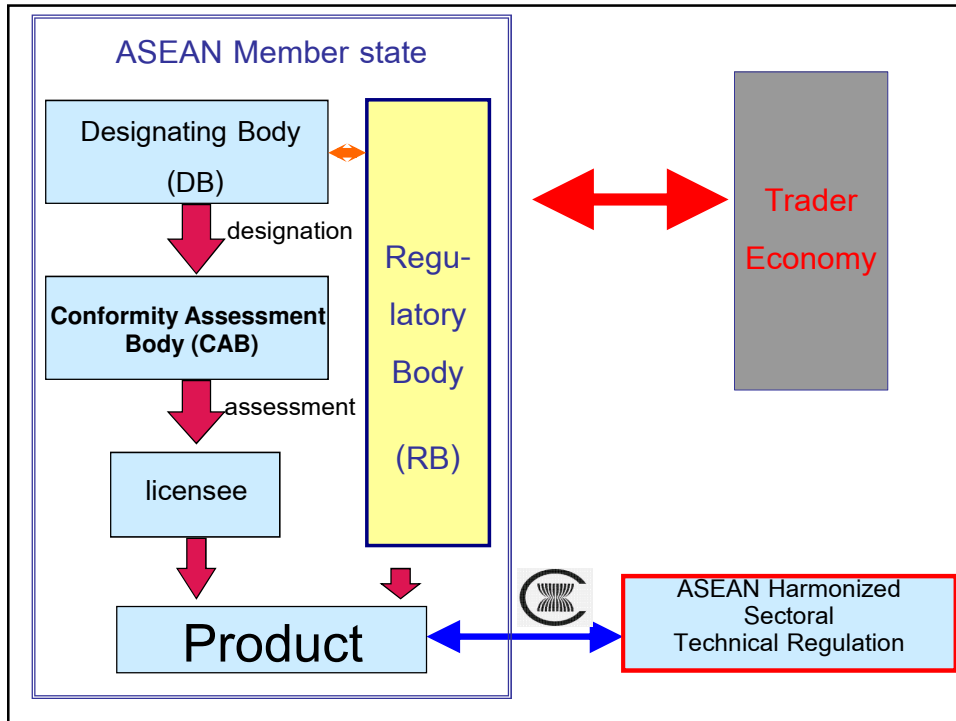 ASEAN Member state
Designating Body
(DB)
designation
Conformity Assessment
Body (CAB)
assessment
licensee
Product
Regu-
latory
Body
(RB)
Trader
Economy
ASEAN Harmonized
Sectoral
Technical Regulation